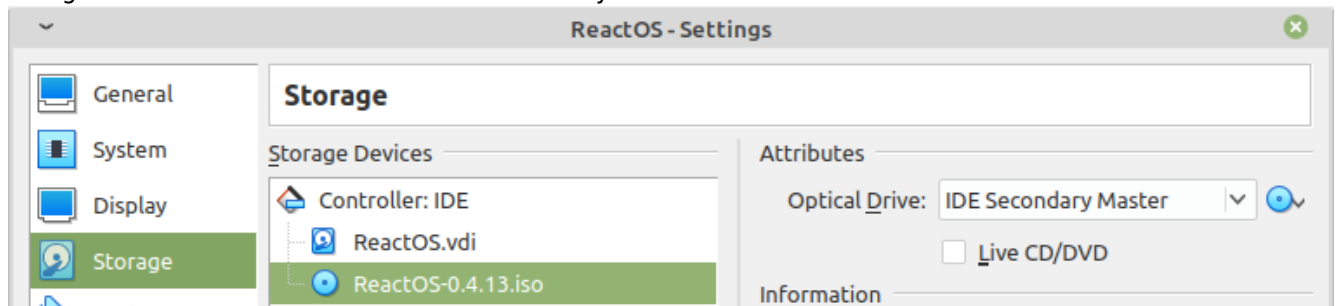 ReactOS - Settings
General
System
Display
Storage
Storage
Storage Devices
Controller: IDE
ReactOS.vdi
ReactOS-0.4.13.iso
Attributes
Optical Drive: IDE Secondary Master
Live CD/DVD
Information